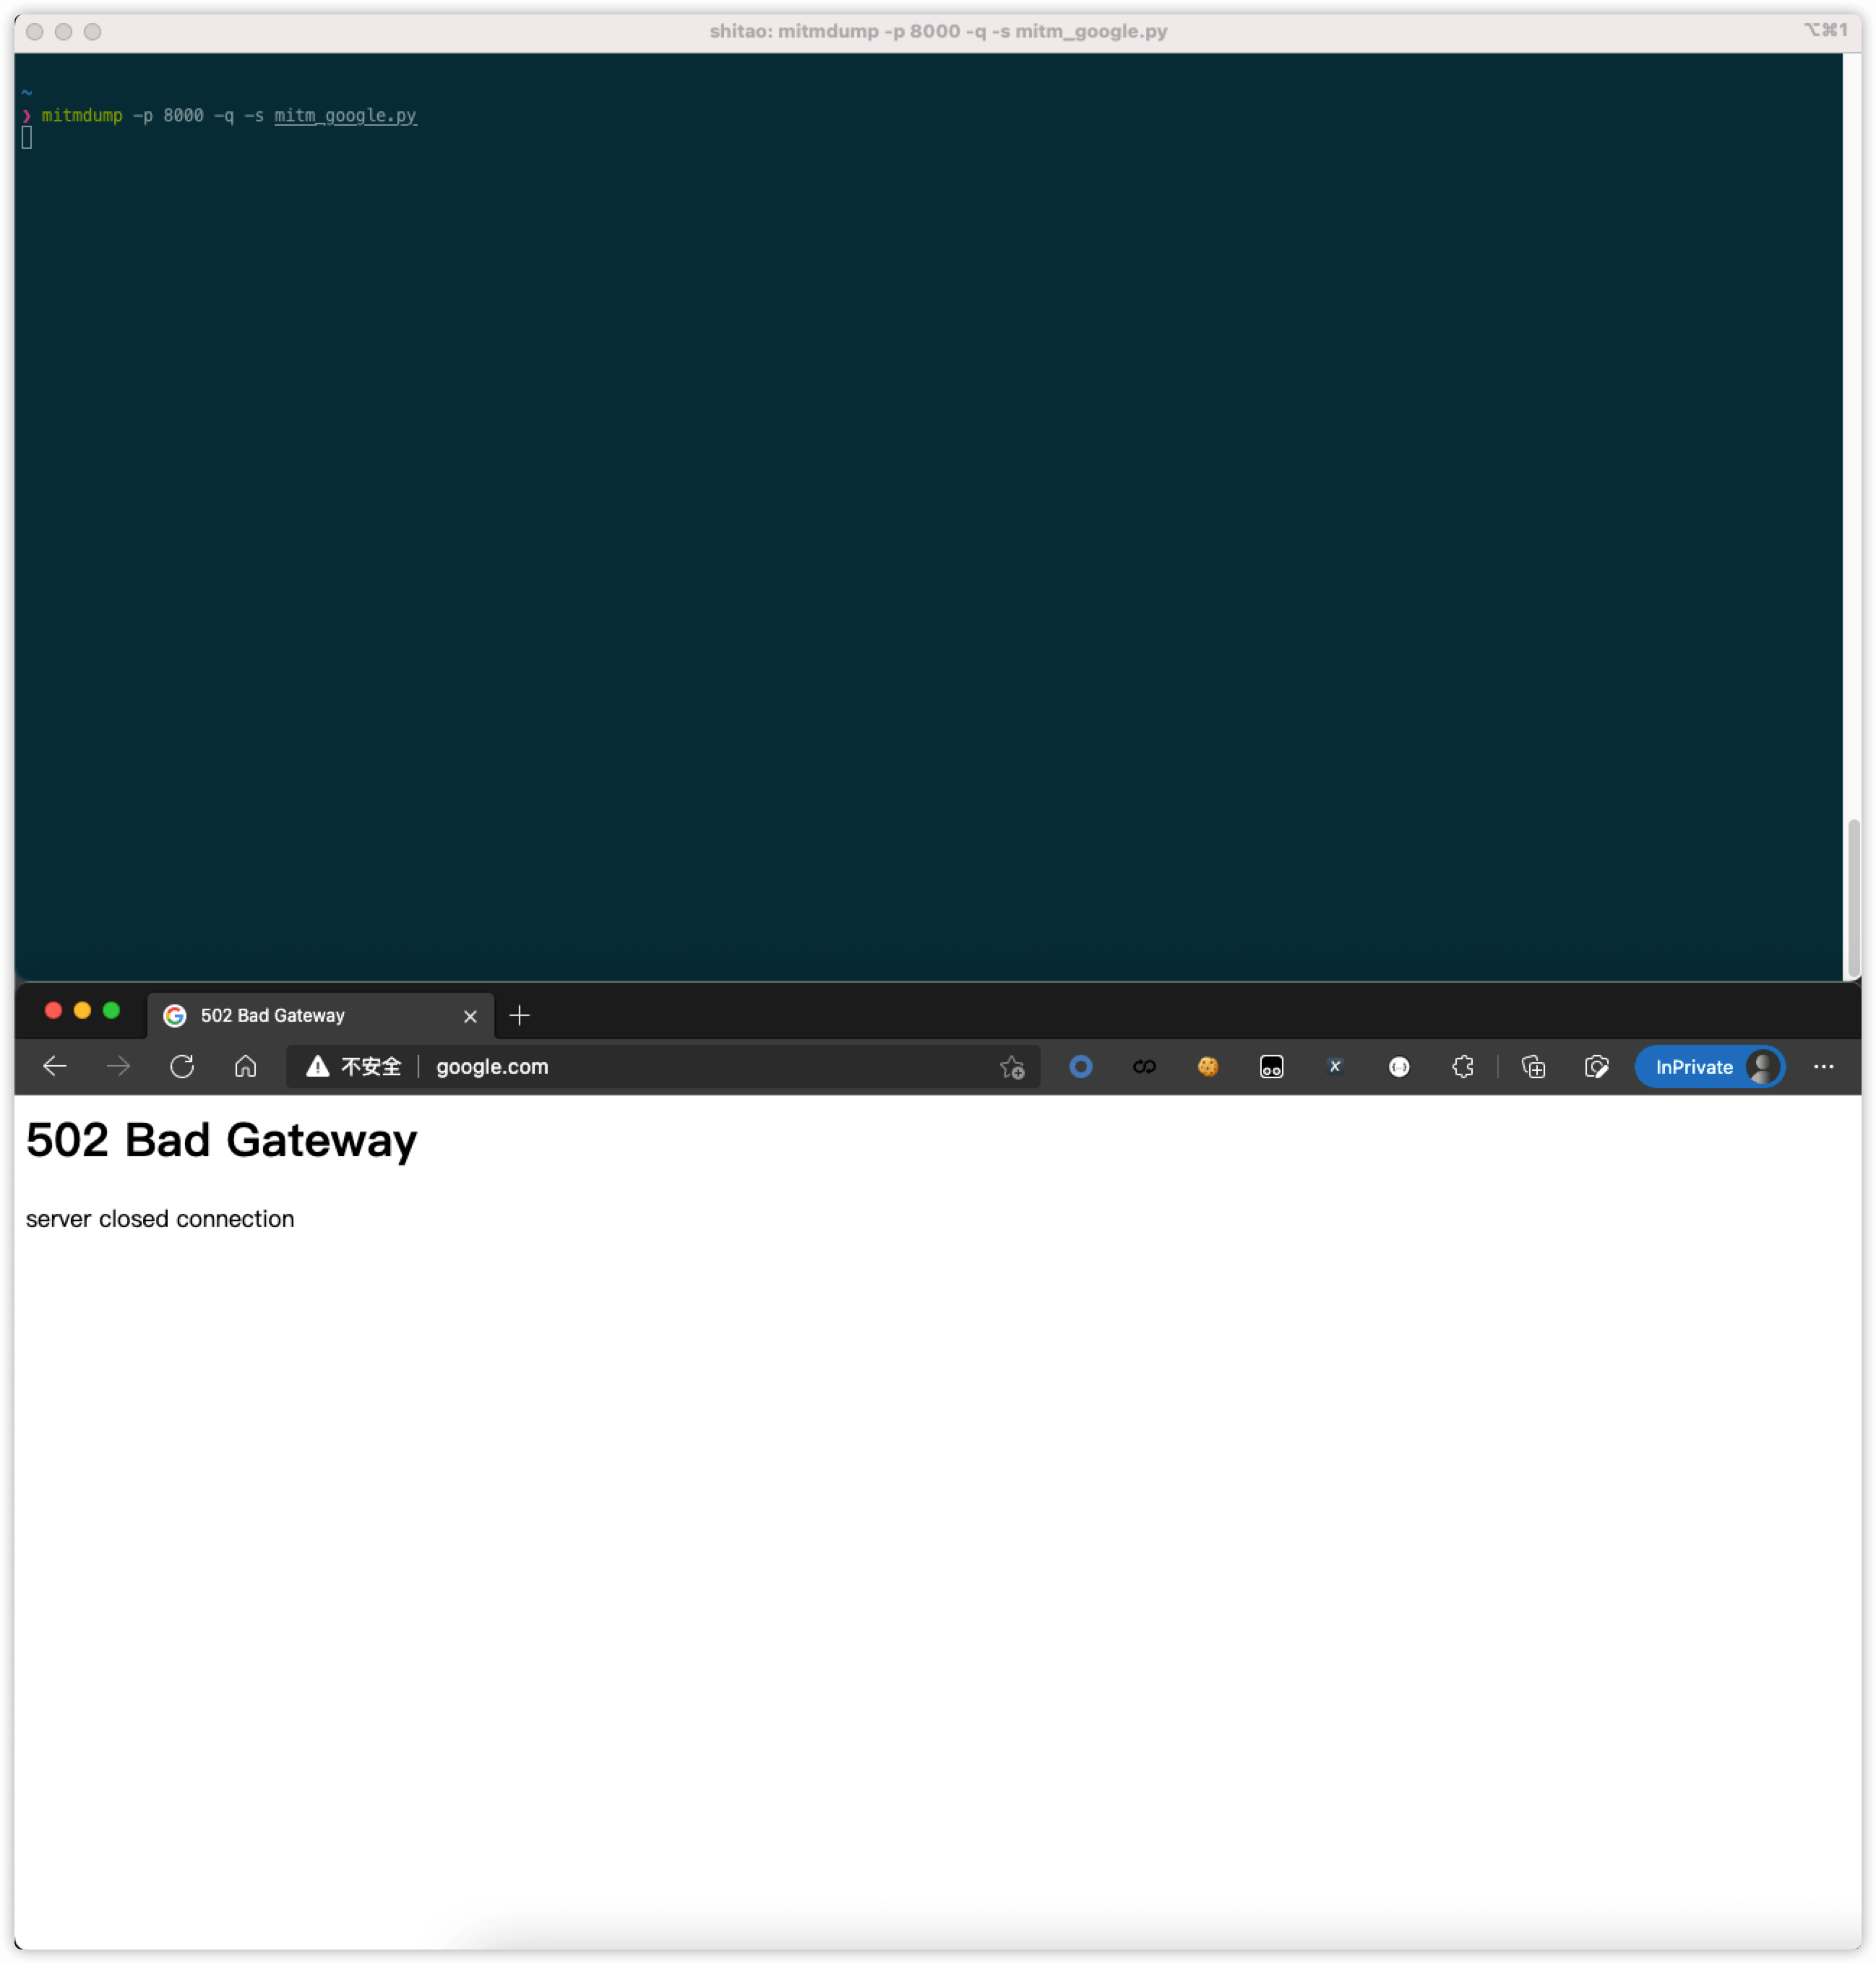 shitao: mitmdump -p 8000 -q -s mitm_google.py
⌥⌘1
~
❯ mitmdump -p 8000 -q -s mitm_google.py
502 Bad Gateway
不安全 google.com
InPrivate
502 Bad Gateway
server closed connection